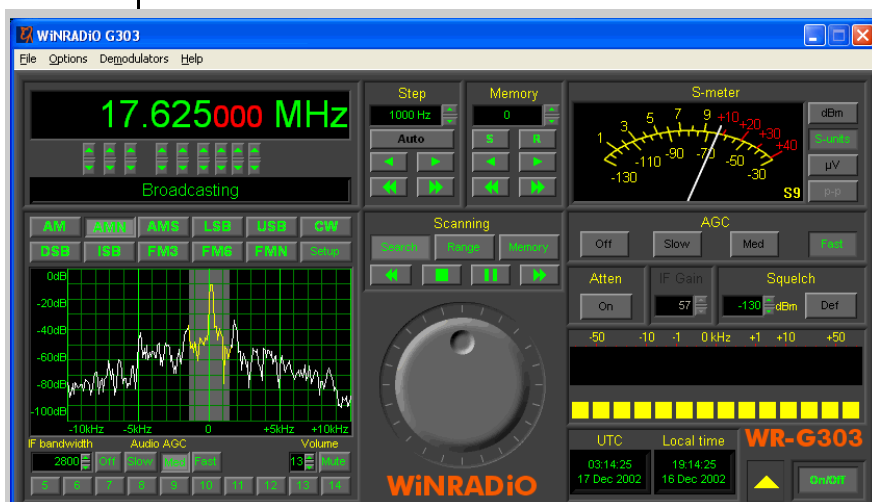 WiNRADiO G303
File Options Demodulators Help
17.625000 MHz
Broadcasting
Step Memory
1000 Hz 0
Auto S R
S-meter
1 3 5 7 9 +10 +20 +30 +40
-130 -110 -90 -70 -50 -30
S9
dBm
S-units
µV
p-p
AM AMN AMS LSB USB CW
DSB ISB FM3 FM6 FMN Setup
Scanning
Search Range Memory
AGC
Off Slow Med Fast
Atten IF Gain Squelch
On 57 -130 dBm Def
0dB
-20dB
-40dB
-60dB
-80dB
-100dB
-10kHz -5kHz 0 +5kHz +10kHz
IF bandwidth Audio AGC Volume
2800 Off Slow Med Fast 13 Mute
5 6 7 8 9 10 11 12 13 14
WiNRADiO
-50 -10 -1 0 kHz +1 +10 +50
UTC Local time
03:14:25 19:14:25
17 Dec 2002 16 Dec 2002
WR-G303
On/Off